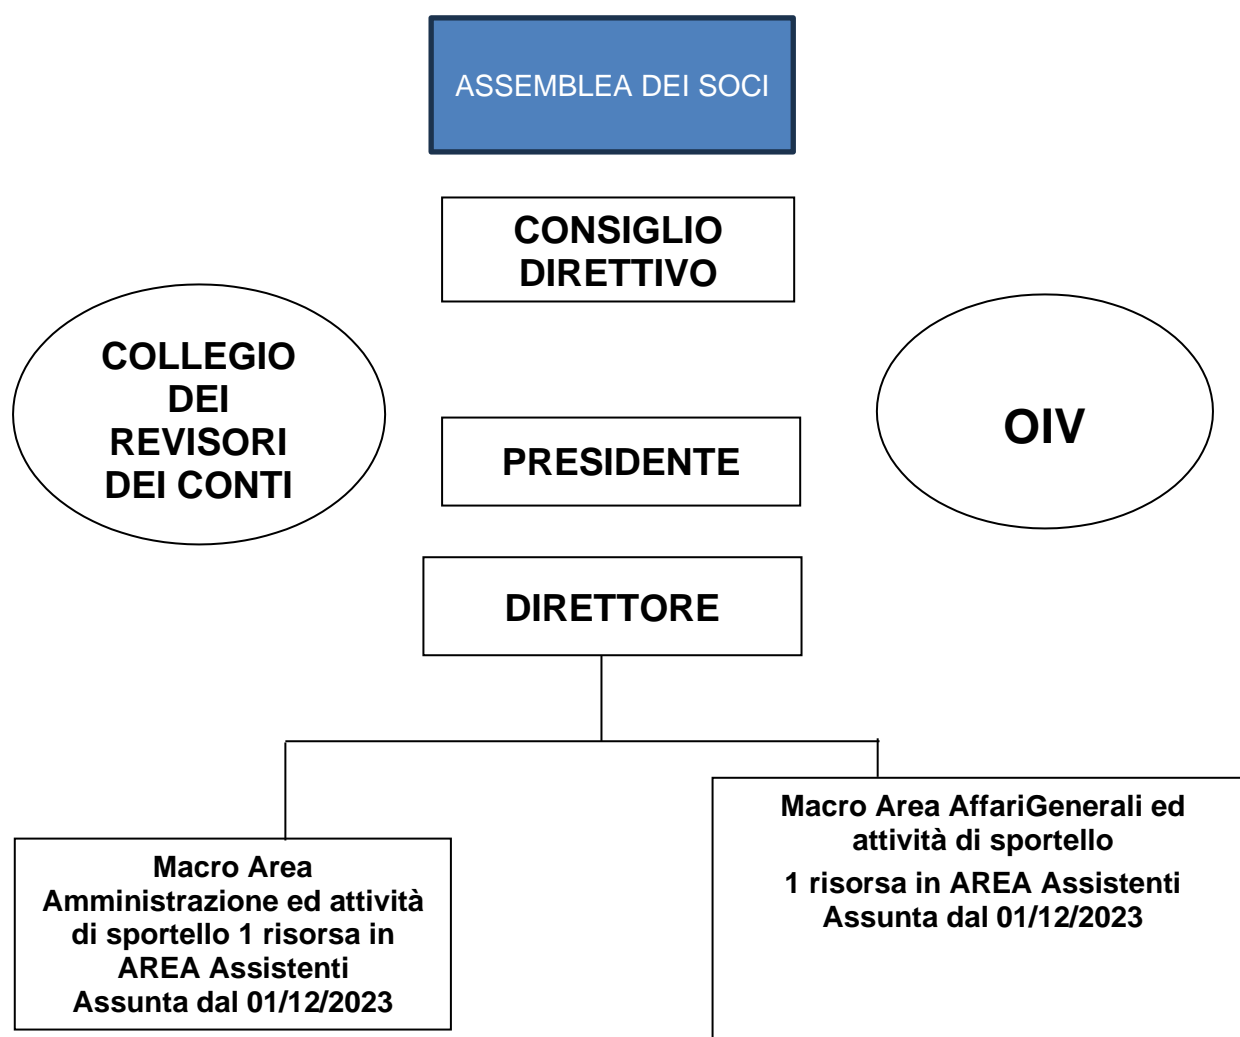 ASSEMBLEA DEI SOCI
CONSIGLIO
DIRETTIVO
COLLEGIO
DEI
REVISORI
DEI CONTI
OIV
PRESIDENTE
DIRETTORE
Macro Area
Amministrazione ed attività
di sportello 1 risorsa in
AREA Assistenti
Assunta dal 01/12/2023
Macro Area AffariGenerali ed
attività di sportello
1 risorsa in AREA Assistenti
Assunta dal 01/12/2023